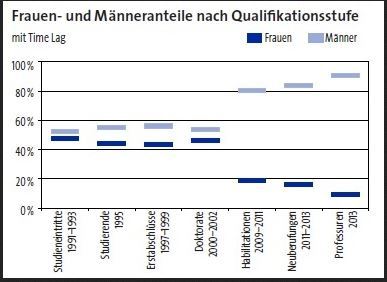 Frauen- und Männeranteile nach Qualifikationsstufe
mit Time Lag
Frauen
Männer
100%
80%
60%
40%
20%
0%
Studieneintritte
1991–1993
Studierende
1995
Erstabschlüsse
1997–1999
Doktorate
2000–2002
Habilitationen
2009–2011
Neuberufungen
2011–2013
Professuren
2013